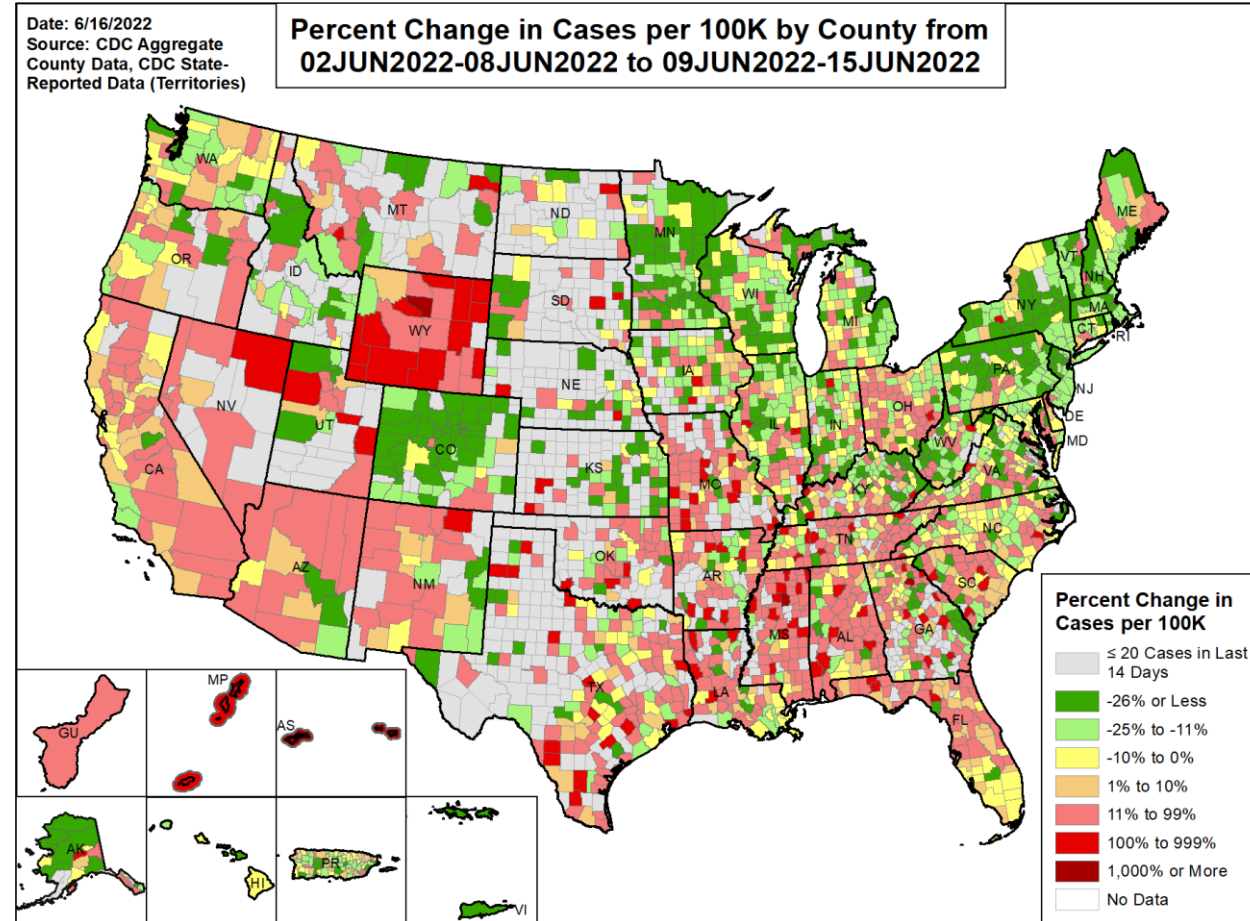 Date: 6/16/2022
Source: CDC Aggregate
County Data, CDC State-
Reported Data (Territories)
Percent Change in Cases per 100K by County from
02JUN2022-08JUN2022 to 09JUN2022-15JUN2022
WA
MT
ND
MN
ME
OR
ID
SD
WI
VT
NH
NY
MA
MI
CT
RI
WY
IA
PA
NE
NJ
NV
OH
DE
UT
IL
IN
MD
CO
WV
CA
KS
MO
VA
KY
NC
TN
OK
AZ
NM
AR
SC
MS
AL
GA
TX
LA
FL
MP
GU
AS
AK
HI
PR
VI
Percent Change in
Cases per 100K
≤ 20 Cases in Last
14 Days
-26% or Less
-25% to -11%
-10% to 0%
1% to 10%
11% to 99%
100% to 999%
1,000% or More
No Data